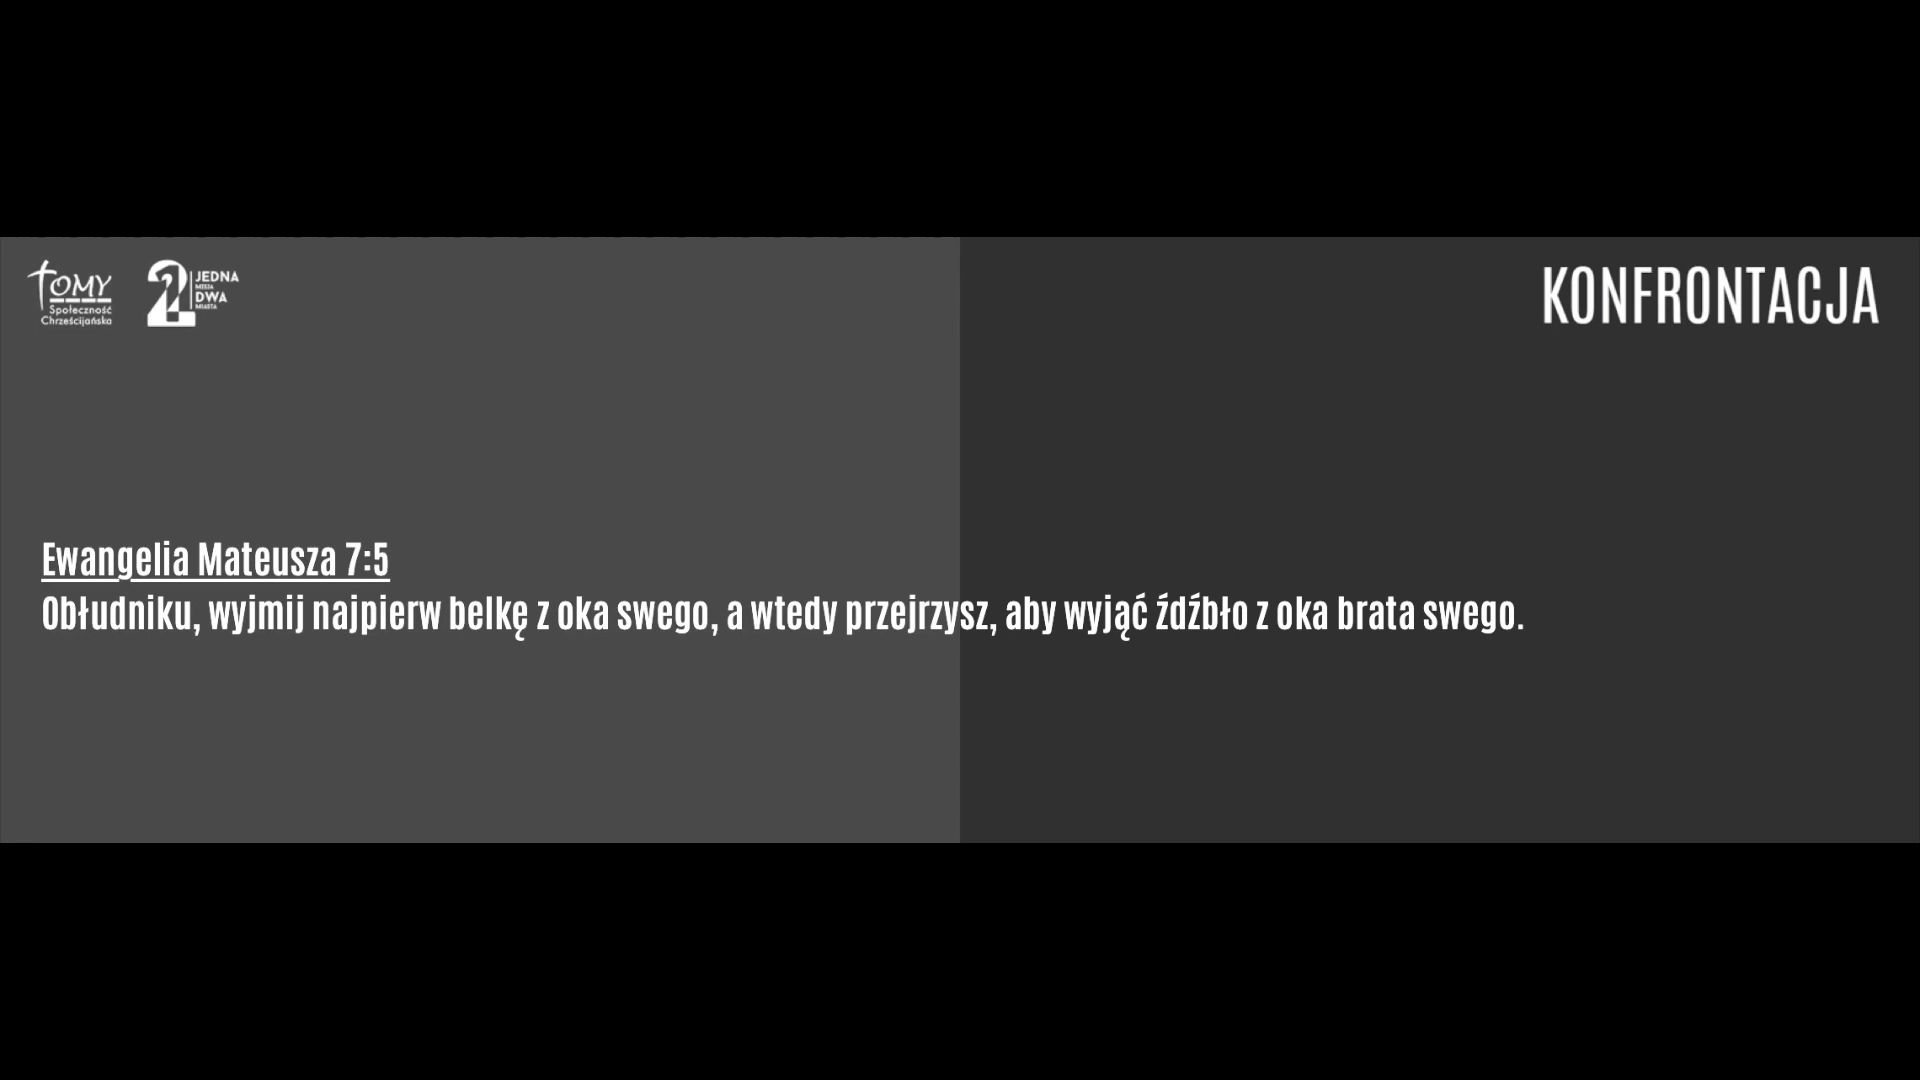 tOMY
Społeczność
Chrześcijańska
2
JEDNA
MISJA
DWA
MIASTA
KONFRONTACJA
Ewangelia Mateusza 7:5
Obłudniku, wyjmij najpierw belkę z oka swego, a wtedy przejrzysz, aby wyjąć źdźbło z oka brata swego.